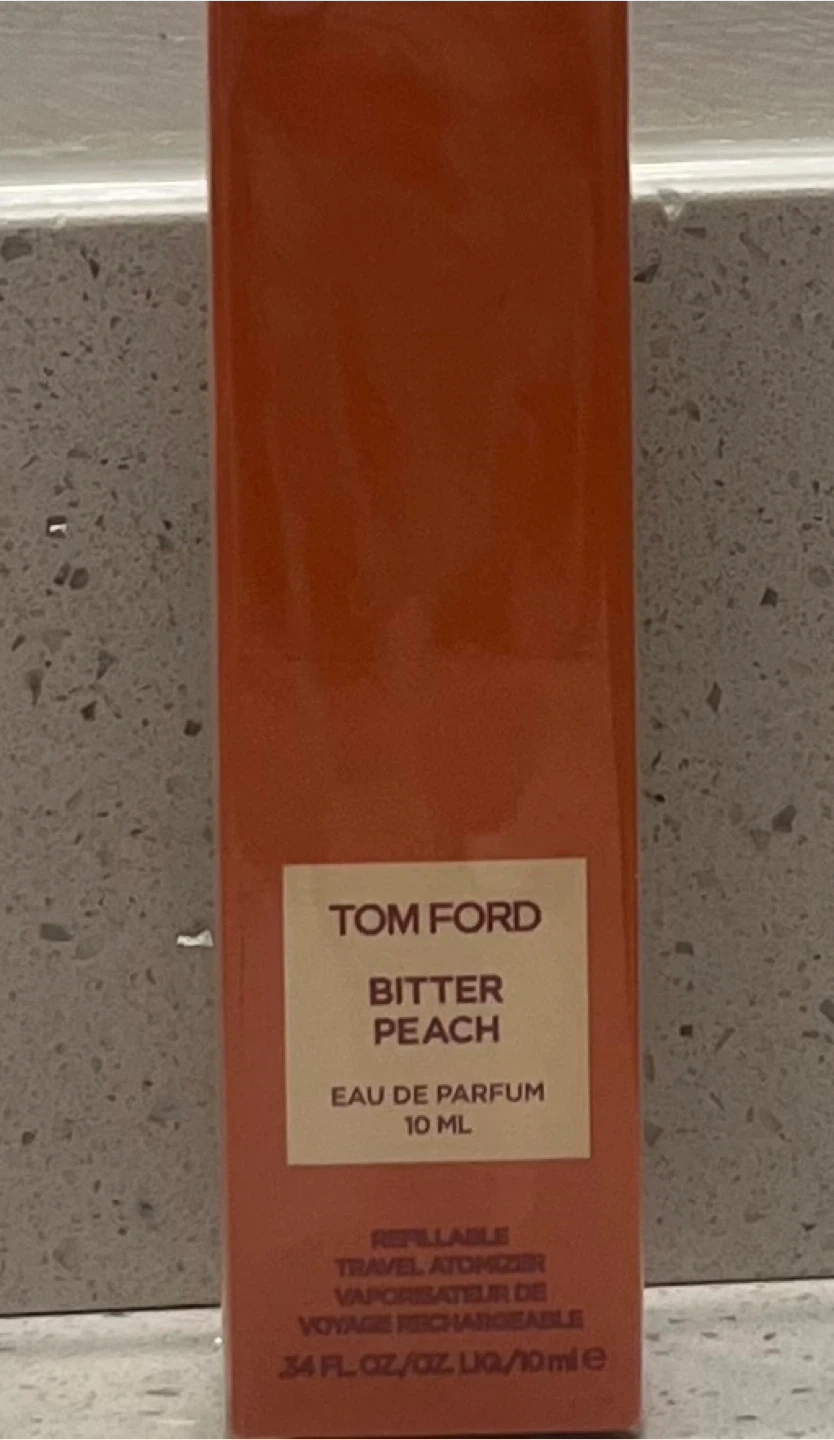 TOM FORD
BITTER
PEACH
EAU DE PARFUM
10 ML
REFILLABLE
TRAVEL ATOMIZER
VAPORISATEUR DE
VOYAGE RECHARGEABLE
.34 FL. OZ./OZ. LIQ./10 ml e